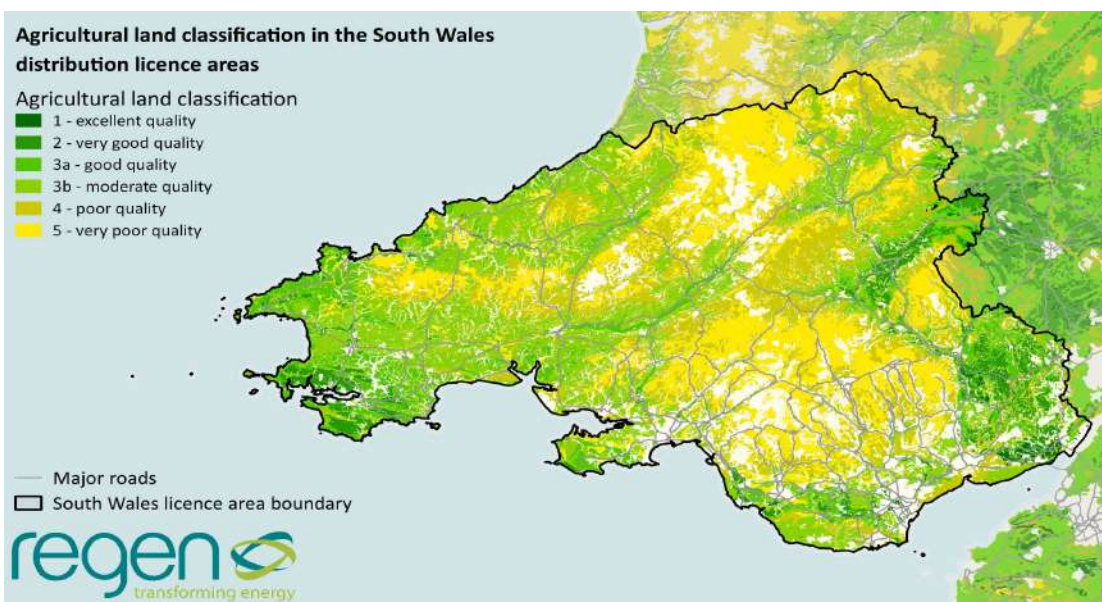 Agricultural land classification in the South Wales
distribution licence areas
Agricultural land classification
1 - excellent quality
2 - very good quality
3a - good quality
3b - moderate quality
4 - poor quality
5 - very poor quality
Major roads
South Wales licence area boundary
regen
transforming energy